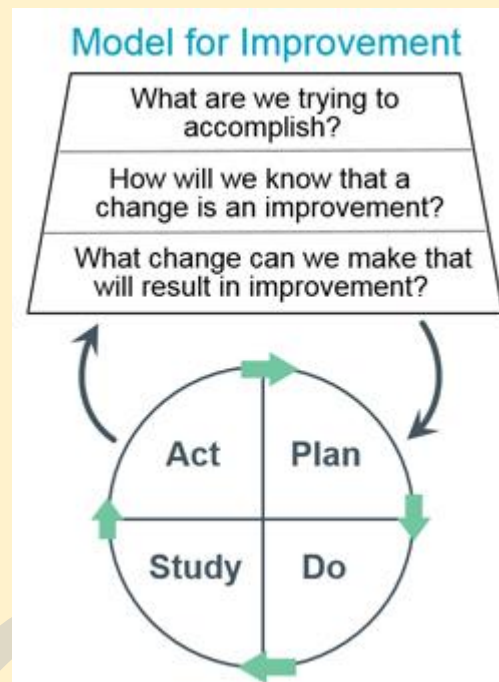 Model for Improvement
What are we trying to
accomplish?
How will we know that a
change is an improvement?
What change can we make that
will result in improvement?
Act
Plan
Study
Do